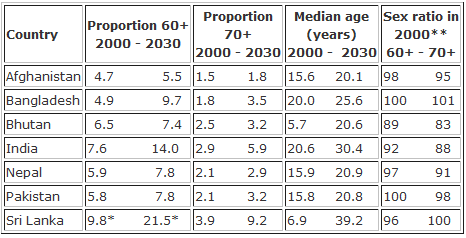 Country Proportion 60+ 2000 - 2030 Proportion 70+ 2000 - 2030 Median age (years) 2000 - 2030 Sex ratio in 2000** 60+ - 70+
Afghanistan 4.7 5.5 1.5 1.8 15.6 20.1 98 95
Bangladesh 4.9 9.7 1.8 3.5 20.0 25.6 100 101
Bhutan 6.5 7.4 2.5 3.2 5.7 20.6 89 83
India 7.6 14.0 2.9 5.9 20.6 30.4 92 88
Nepal 5.9 7.8 2.1 2.9 15.9 20.9 97 91
Pakistan 5.8 7.8 2.1 3.2 15.8 20.8 100 98
Sri Lanka 9.8* 21.5* 3.9 9.2 6.9 39.2 96 100